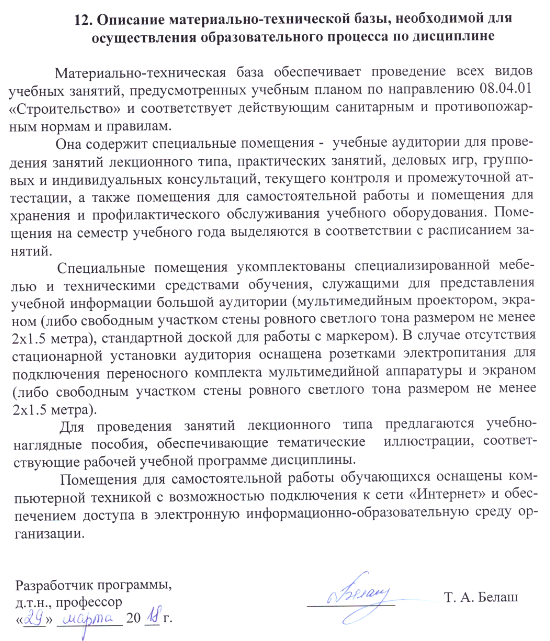 12. Описание материально-технической базы, необходимой для
осуществления образовательного процесса по дисциплине
Материально-техническая база обеспечивает проведение всех видов
учебных занятий, предусмотренных учебным планом по направлению 08.04.01
«Строительство» и соответствует действующим санитарным и противопожар-
ным нормам и правилам.
Она содержит специальные помещения - учебные аудитории для прове-
дения занятий лекционного типа, практических занятий, деловых игр, группо-
вых и индивидуальных консультаций, текущего контроля и промежуточной ат-
тестации, а также помещения для самостоятельной работы и помещения для
хранения и профилактического обслуживания учебного оборудования. Поме-
щения на семестр учебного года выделяются в соответствии с расписанием за-
нятий.
Специальные помещения укомплектованы специализированной мебе-
лью и техническими средствами обучения, служащими для представления
учебной информации большой аудитории (мультимедийным проектором, экра-
ном (либо свободным участком стены ровного светлого тона размером не менее
2х1.5 метра), стандартной доской для работы с маркером). В случае отсутствия
стационарной установки аудитория оснащена розетками электропитания для
подключения переносного комплекта мультимедийной аппаратуры и экраном
(либо свободным участком стены ровного светлого тона размером не менее
2х1.5 метра).
Для проведения занятий лекционного типа предлагаются учебно-
наглядные пособия, обеспечивающие тематические иллюстрации, соответ-
ствующие рабочей учебной программе дисциплины.
Помещения для самостоятельной работы обучающихся оснащены ком-
пьютерной техникой с возможностью подключения к сети «Интернет» и обес-
печением доступа в электронную информационно-образовательную среду ор-
ганизации.
Разработчик программы,
д.т.н., профессор Белаш Т. А. Белаш
«29» марта 20 18 г.